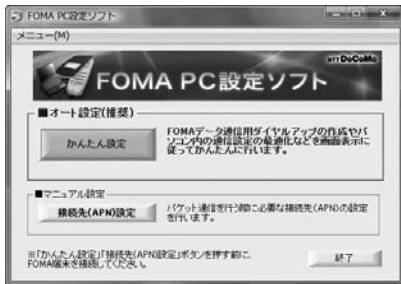 FOMA PC設定ソフト
メニュー(M)
NTT DoCoMo
FOMA PC設定ソフト
■オート設定(推奨)
かんたん設定
FOMAデータ通信用ダイヤルアップの作成やパ
ソコン内の通信設定の最適化などを画面表示に
従ってかんたんに行います。
■マニュアル設定
接続先(APN)設定
パケット通信を行う際に必要な接続先(APN)の設定
を行います。
※「かんたん設定」「接続先(APN)設定」ボタンを押す前に、
FOMA端末を接続してください。
終了